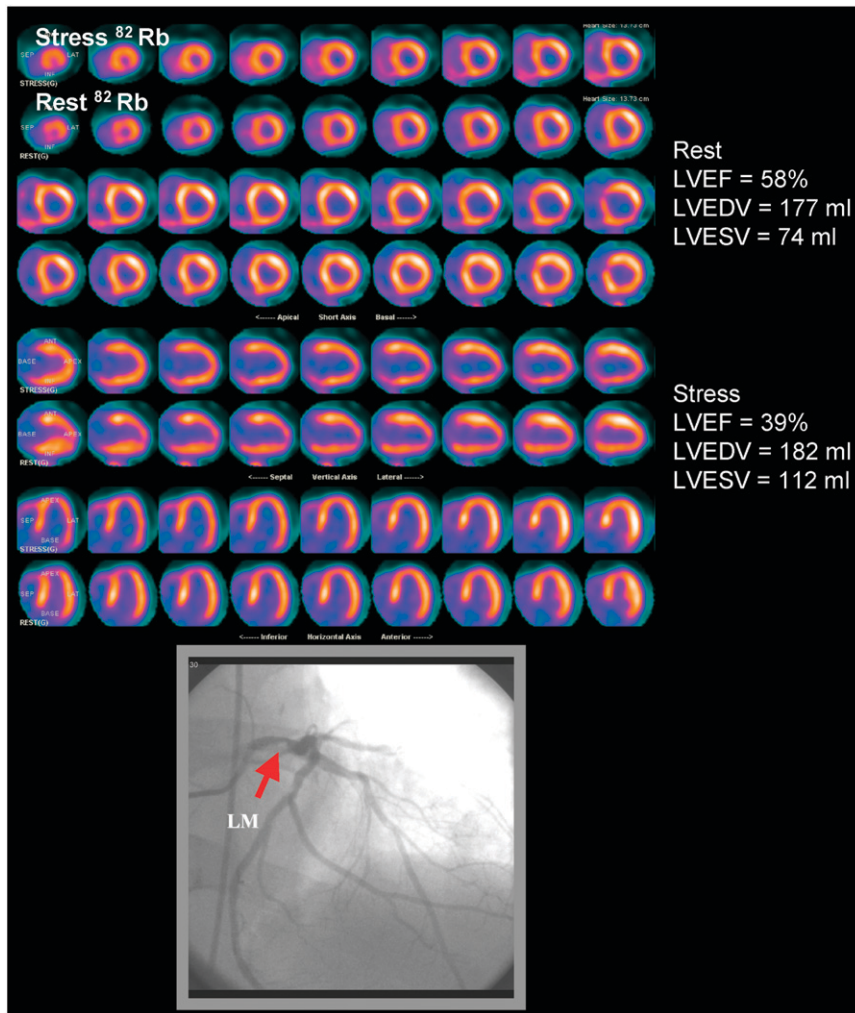 Stress ⁸² Rb
Heart Size: 13.73 cm
SEP LAT
INF
STRESS(G)
Rest ⁸² Rb
Heart Size: 13.73 cm
SEP LAT
INF
REST(G)
<------ Apical Short Axis Basal ------>
ANT
BASE APEX
STRESS(G)
ANT
BASE APEX
INF
REST(G)
<------ Septal Vertical Axis Lateral ------>
APEX
SEP LAT
BASE
STRESS(G)
APEX
SEP LAT
BASE
REST(G)
<------ Inferior Horizontal Axis Anterior ------>
Rest
LVEF = 58%
LVEDV = 177 ml
LVESV = 74 ml
Stress
LVEF = 39%
LVEDV = 182 ml
LVESV = 112 ml
30
LM